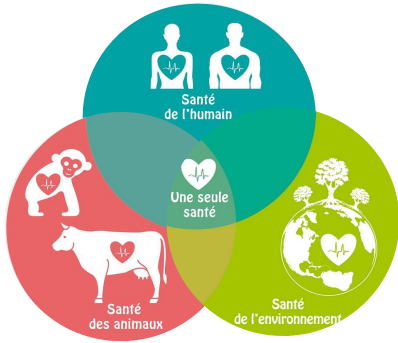 Santé
de l'humain
Une seule
santé
Santé
des animaux
Santé
de l'environnement